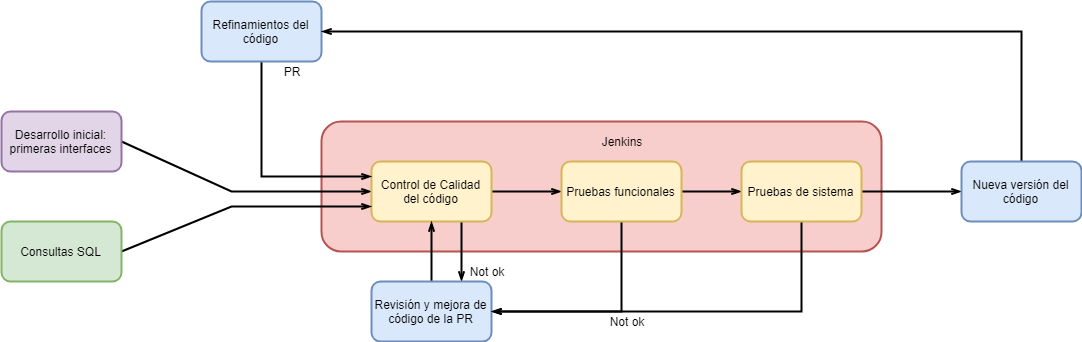 Refinamientos del
código
PR
Desarrollo inicial:
primeras interfaces
Jenkins
Control de Calidad
del código
Pruebas funcionales
Pruebas de sistema
Nueva versión del
código
Consultas SQL
Not ok
Revisión y mejora de
código de la PR
Not ok